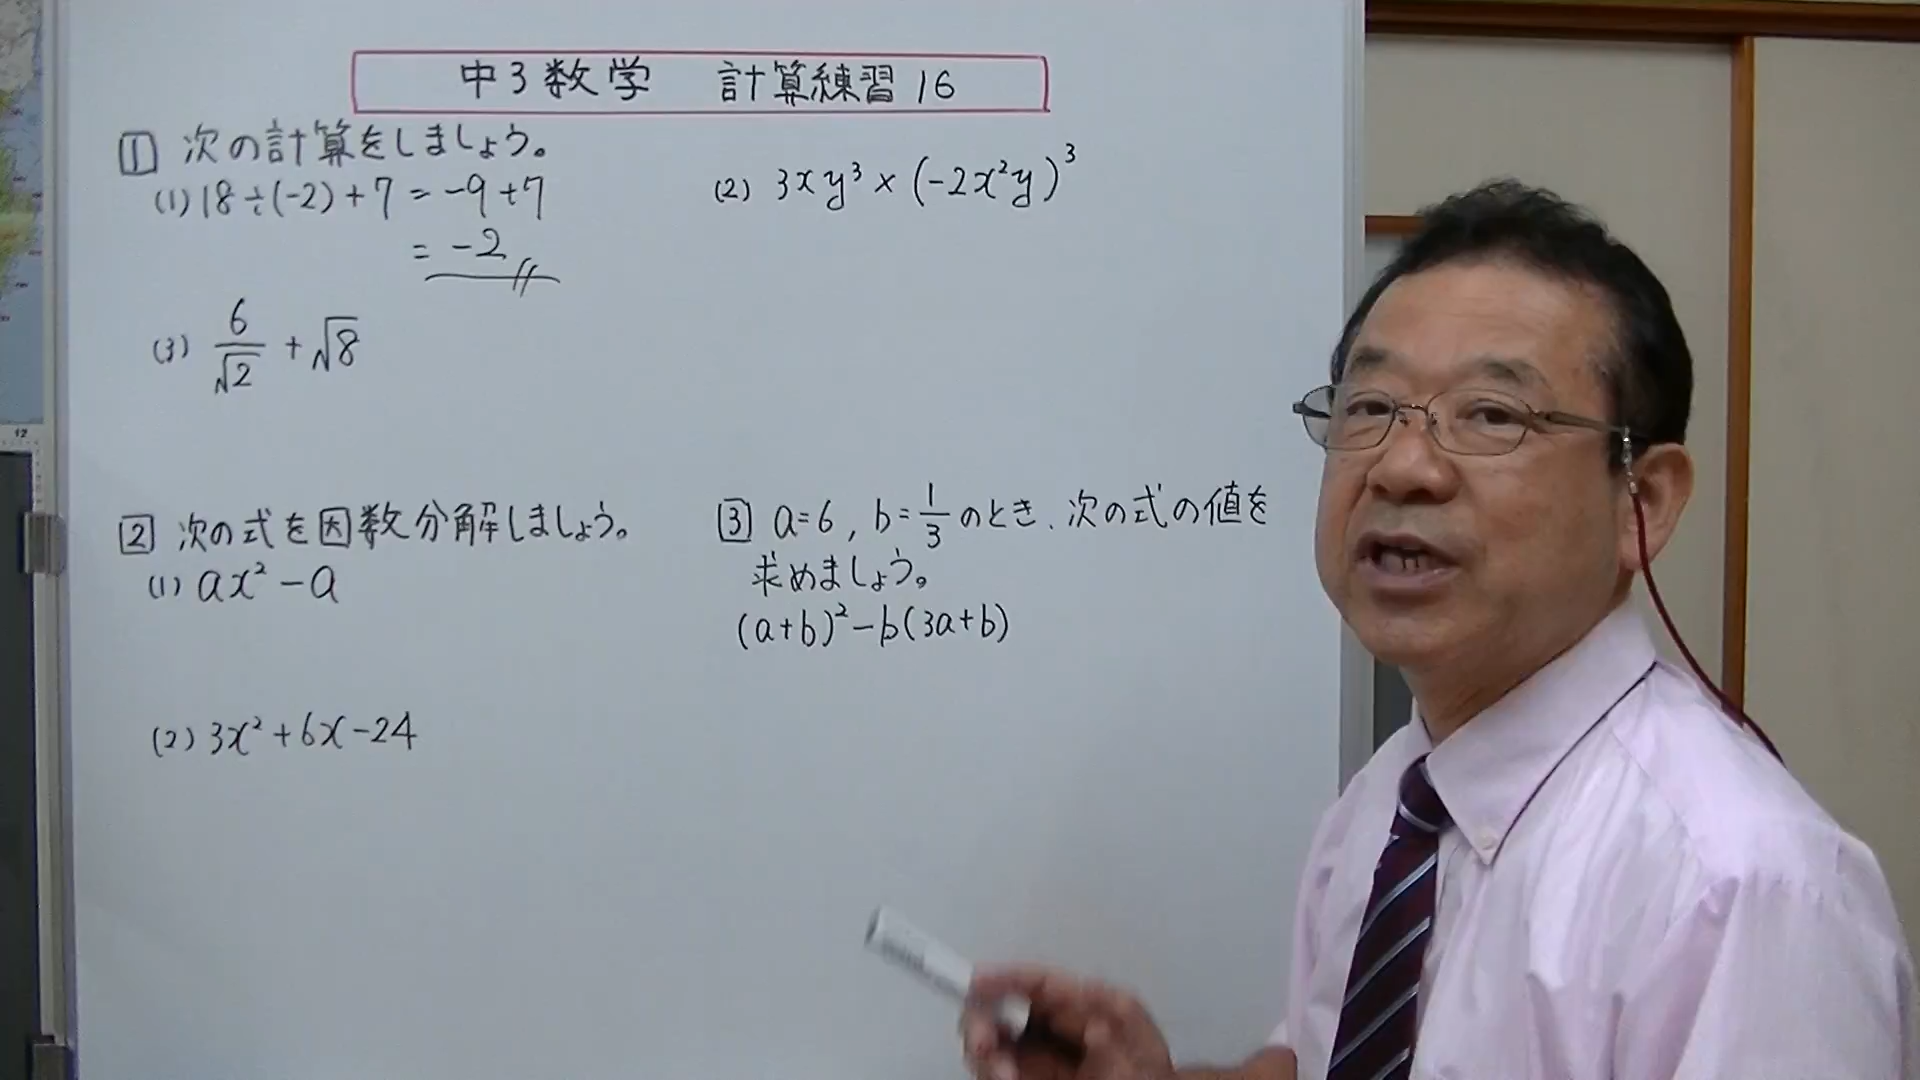 中3数学 計算練習16
1 次の計算をしましょう。
(1) 18÷(-2)+7 = -9+7
= -2
(2) 3xy³×(-2x²y)³
(3) 6/√2 + √8
2 次の式を因数分解しましょう。
(1) ax²-a
(2) 3x²+6x-24
3 a=6, b=1/3のとき、次の式の値を
求めましょう。
(a+b)²-b(3a+b)
12